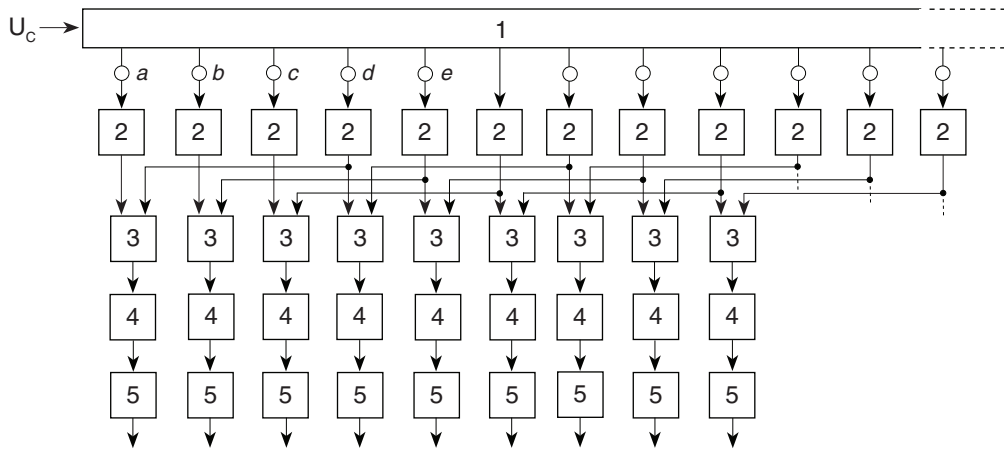 U_C 1
a b c d e
2 2 2 2 2 2 2 2 2 2 2 2
3 3 3 3 3 3 3 3 3
4 4 4 4 4 4 4 4 4
5 5 5 5 5 5 5 5 5